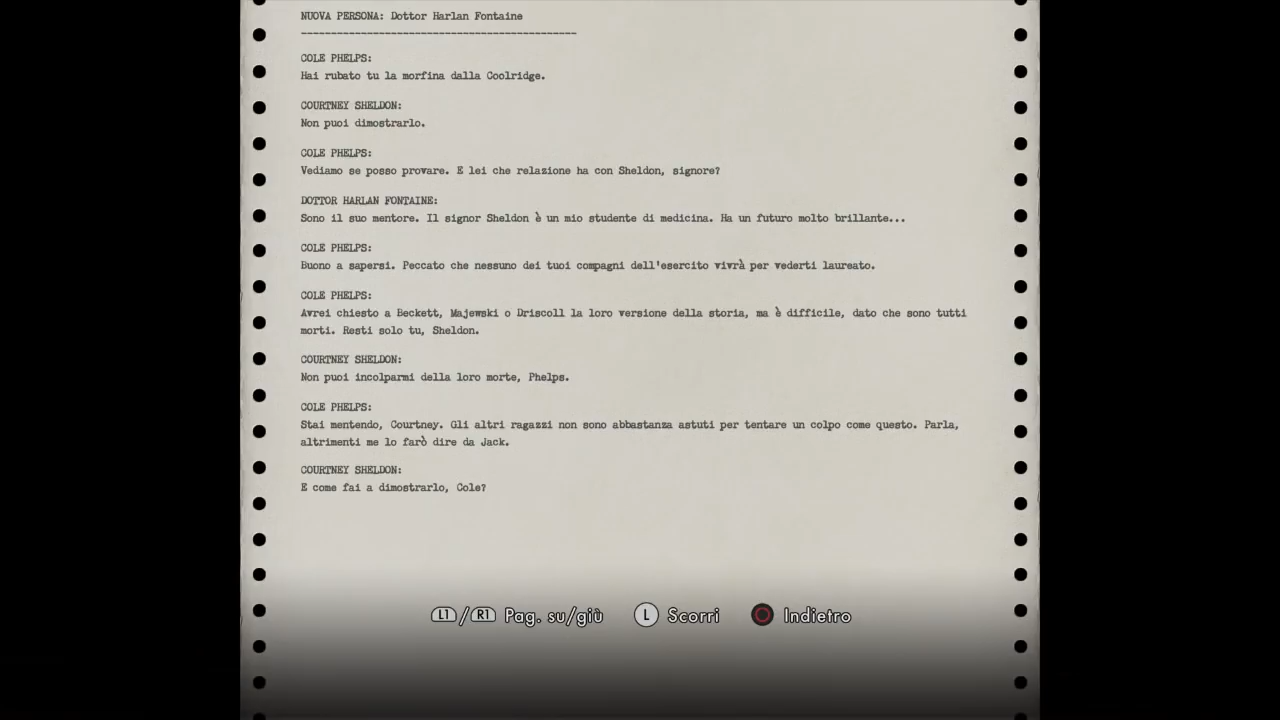 NUOVA PERSONA: Dottor Harlan Fontaine
----------------------------------------------
COLE PHELPS:
Hai rubato tu la morfina dalla Coolridge.
COURTNEY SHELDON:
Non puoi dimostrarlo.
COLE PHELPS:
Vediamo se posso provare. E lei che relazione ha con Sheldon, signore?
DOTTOR HARLAN FONTAINE:
Sono il suo mentore. Il signor Sheldon è un mio studente di medicina. Ha un futuro molto brillante...
COLE PHELPS:
Buono a sapersi. Peccato che nessuno dei tuoi compagni dell'esercito vivrà per vederti laureato.
COLE PHELPS:
Avrei chiesto a Beckett, Majewski o Driscoll la loro versione della storia, ma è difficile, dato che sono tutti
morti. Resti solo tu, Sheldon.
COURTNEY SHELDON:
Non puoi incolparmi della loro morte, Phelps.
COLE PHELPS:
Stai mentendo, Courtney. Gli altri ragazzi non sono abbastanza astuti per tentare un colpo come questo. Parla,
altrimenti me lo farò dire da Jack.
COURTNEY SHELDON:
E come fai a dimostrarlo, Cole?
L1/R1 Pag. su/giù L Scorri Indietro